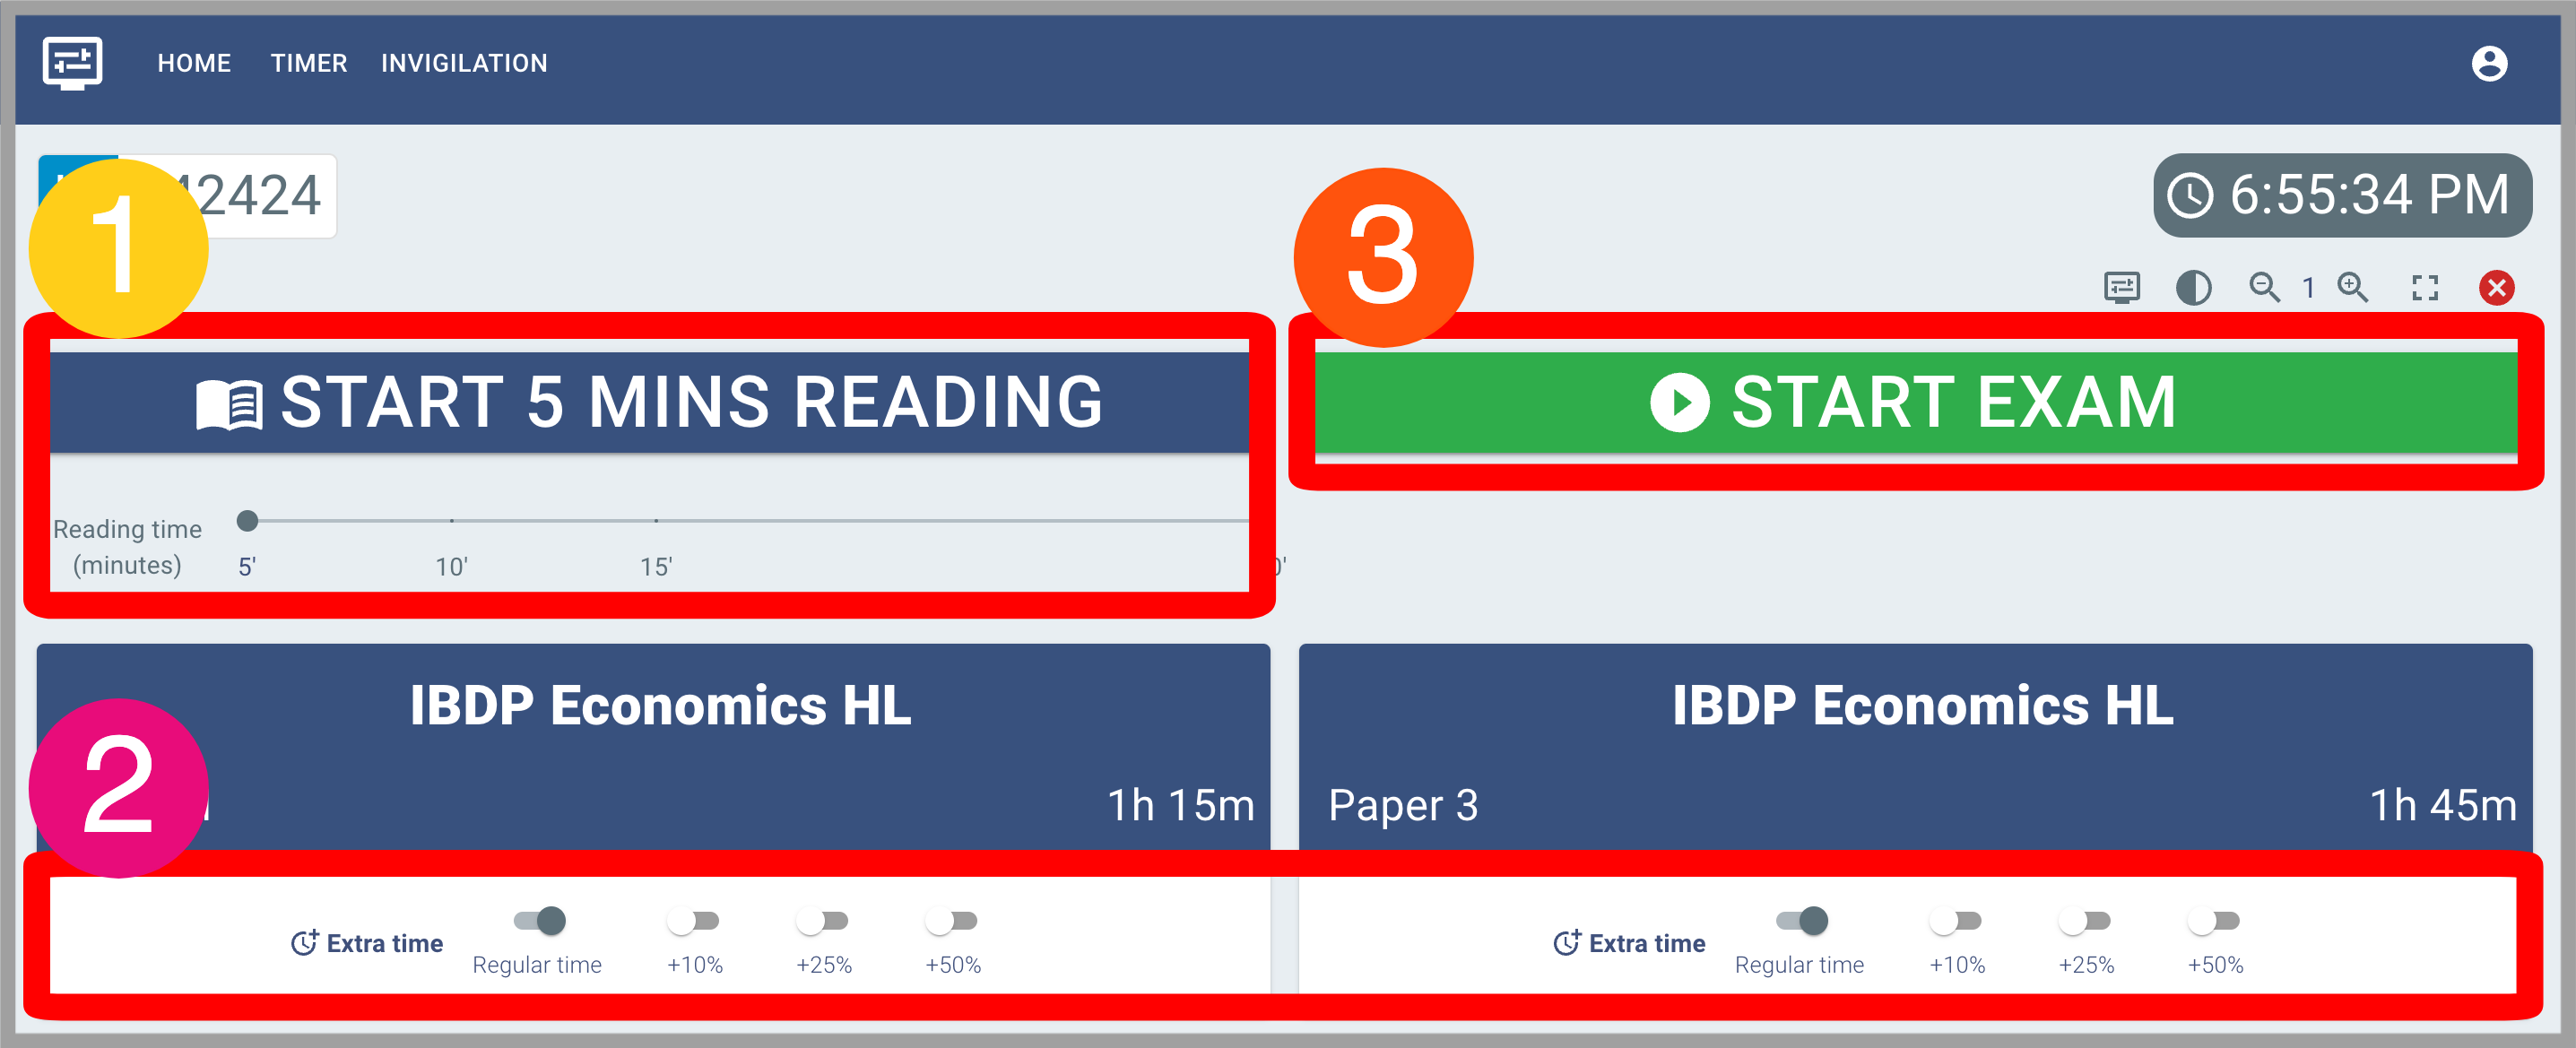 HOME TIMER INVIGILATION
2424
6:55:34 PM
1
3
1
START 5 MINS READING
START EXAM
Reading time
(minutes)
5' 10' 15'
IBDP Economics HL
1h 15m
2
IBDP Economics HL
Paper 3 1h 45m
Extra time
Regular time +10% +25% +50%
Extra time
Regular time +10% +25% +50%